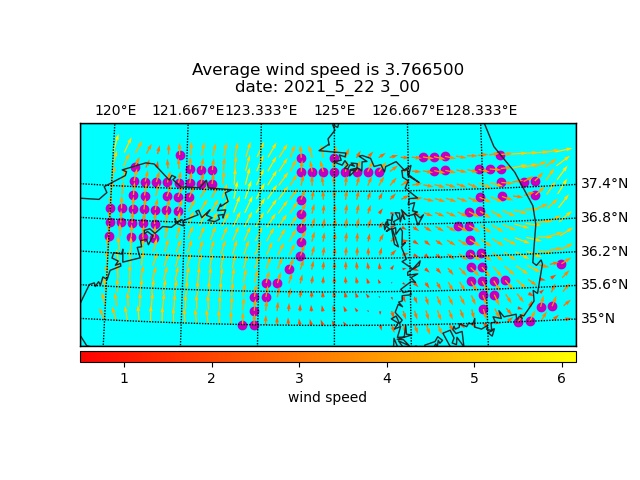 Average wind speed is 3.766500
date: 2021_5_22 3_00
120°E 121.667°E 123.333°E 125°E 126.667°E 128.333°E
37.4°N
36.8°N
36.2°N
35.6°N
35°N
1 2 3 4 5 6
wind speed